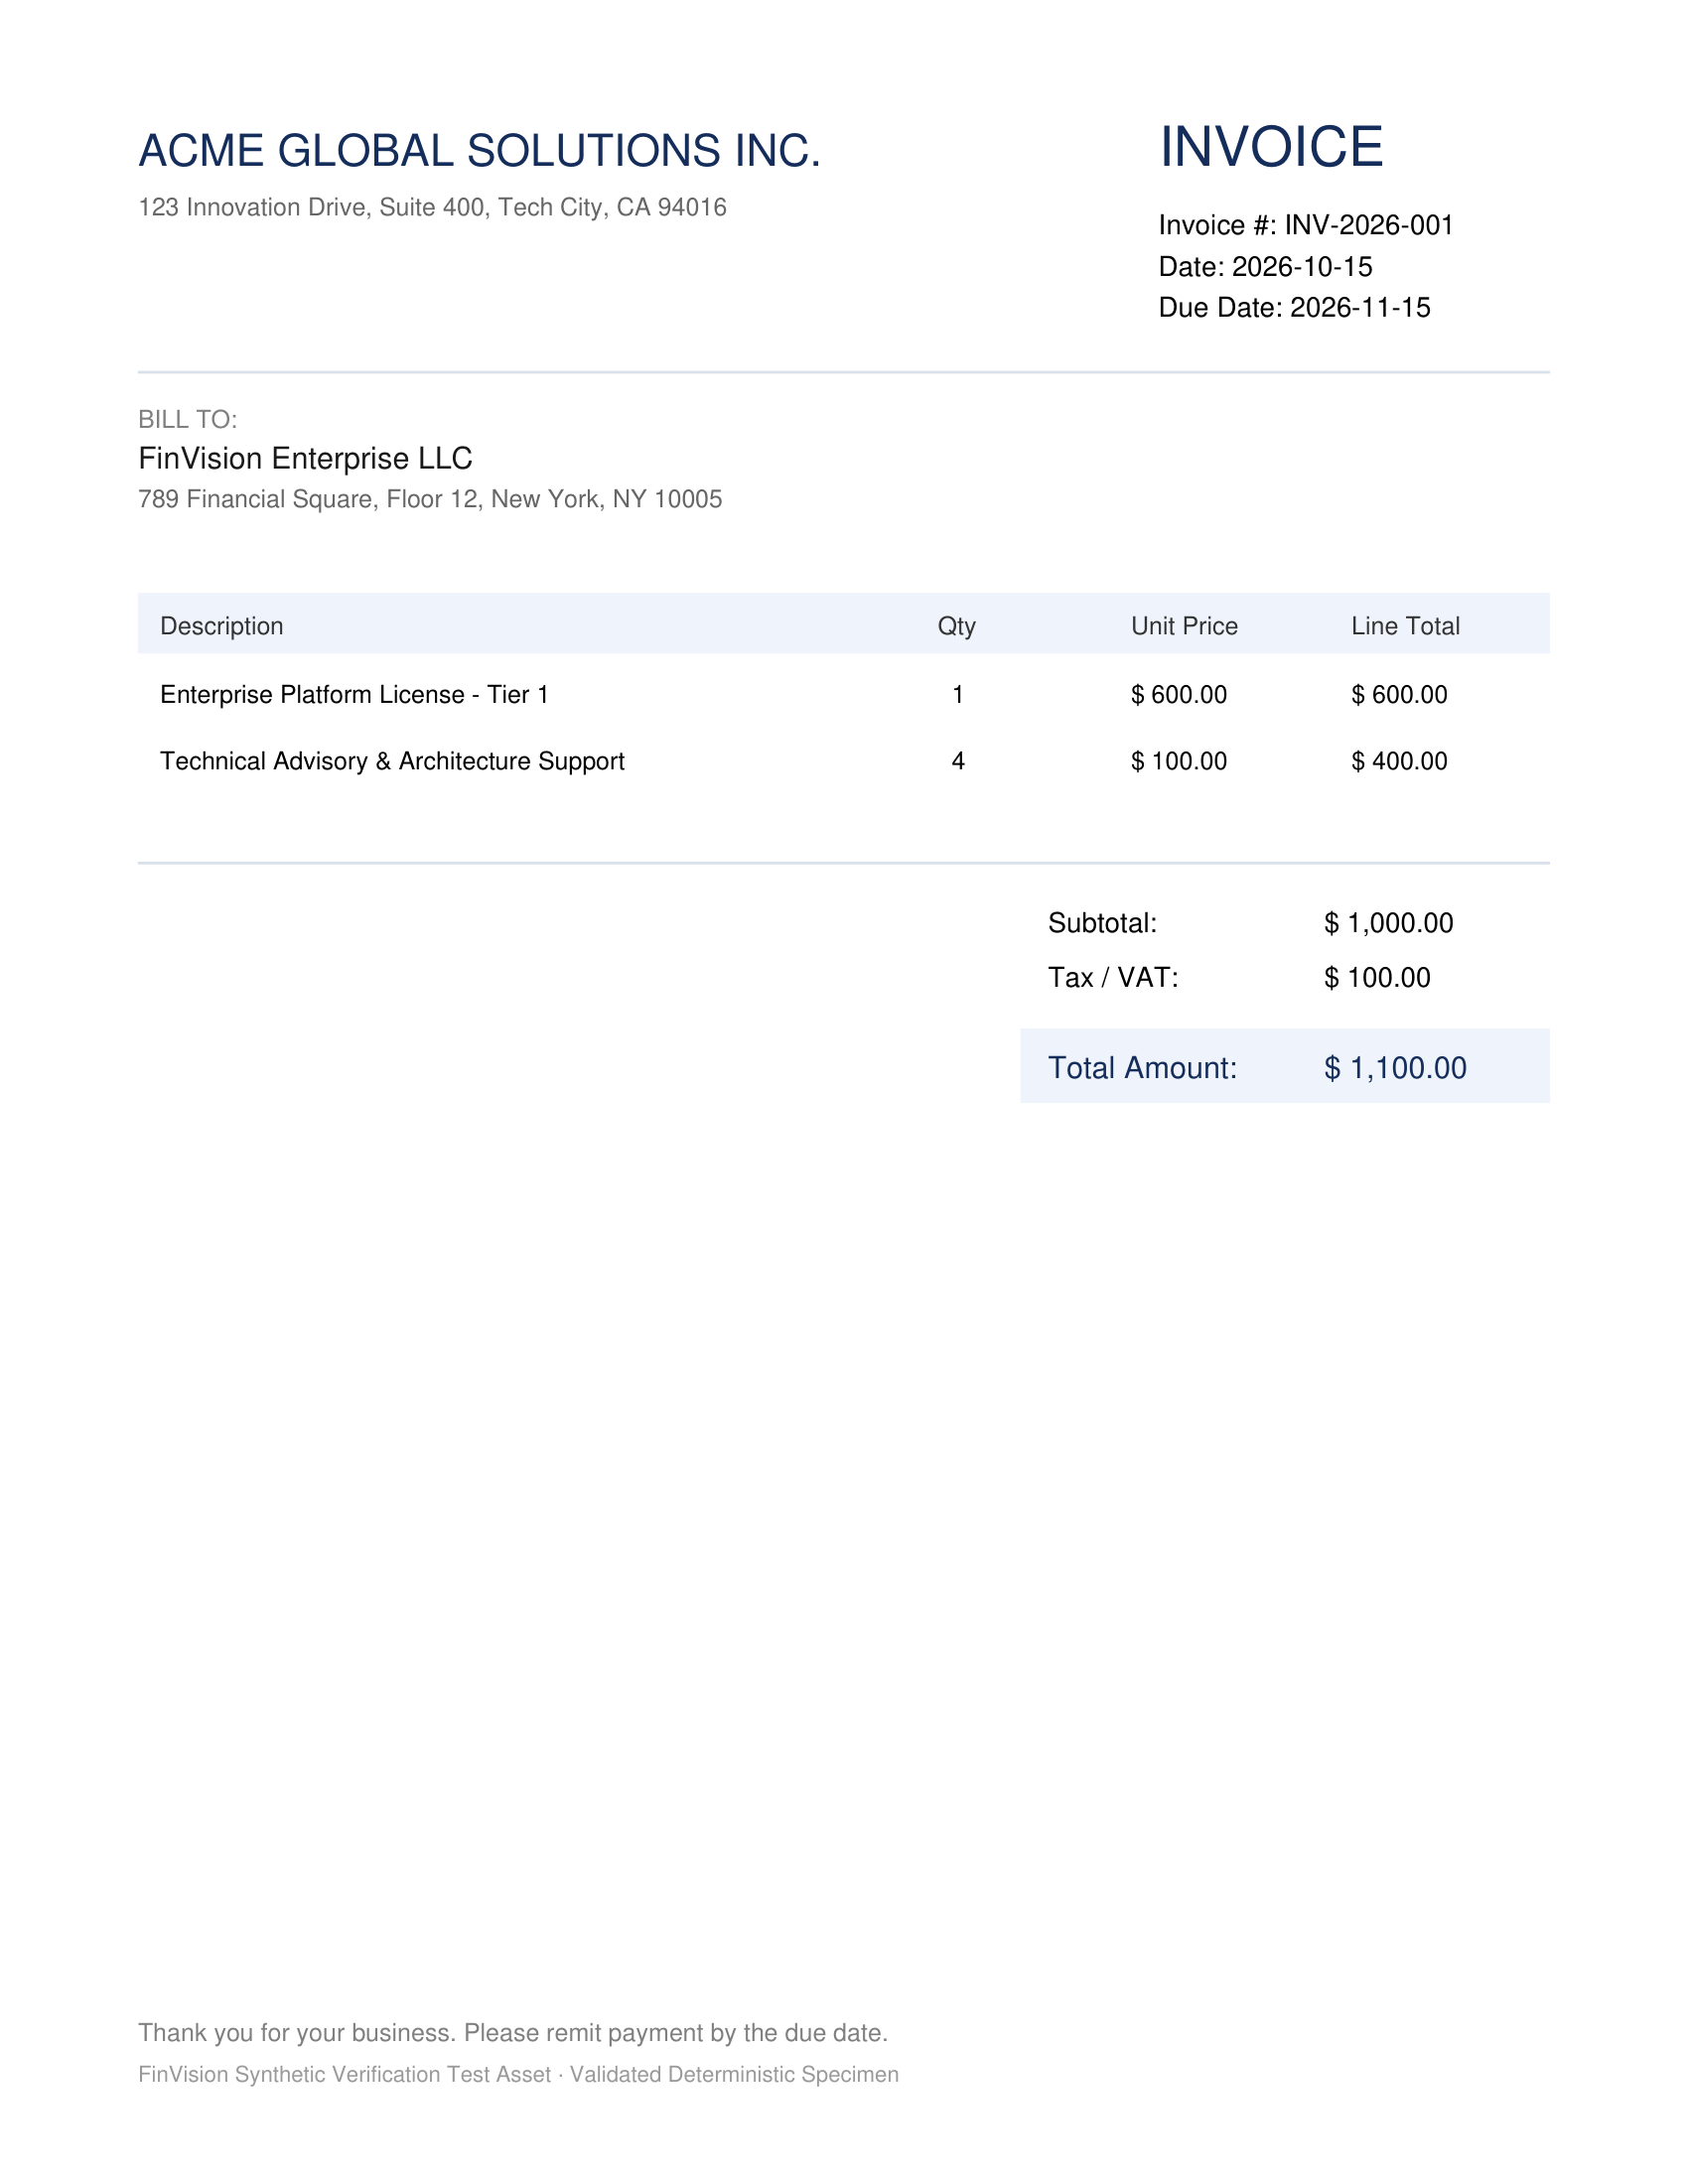 ACME GLOBAL SOLUTIONS INC.
123 Innovation Drive, Suite 400, Tech City, CA 94016
INVOICE
Invoice #: INV-2026-001
Date: 2026-10-15
Due Date: 2026-11-15
BILL TO:
FinVision Enterprise LLC
789 Financial Square, Floor 12, New York, NY 10005
Description Qty Unit Price Line Total
Enterprise Platform License - Tier 1 1 $ 600.00 $ 600.00
Technical Advisory & Architecture Support 4 $ 100.00 $ 400.00
Subtotal: $ 1,000.00
Tax / VAT: $ 100.00
Total Amount: $ 1,100.00
Thank you for your business. Please remit payment by the due date.
FinVision Synthetic Verification Test Asset · Validated Deterministic Specimen